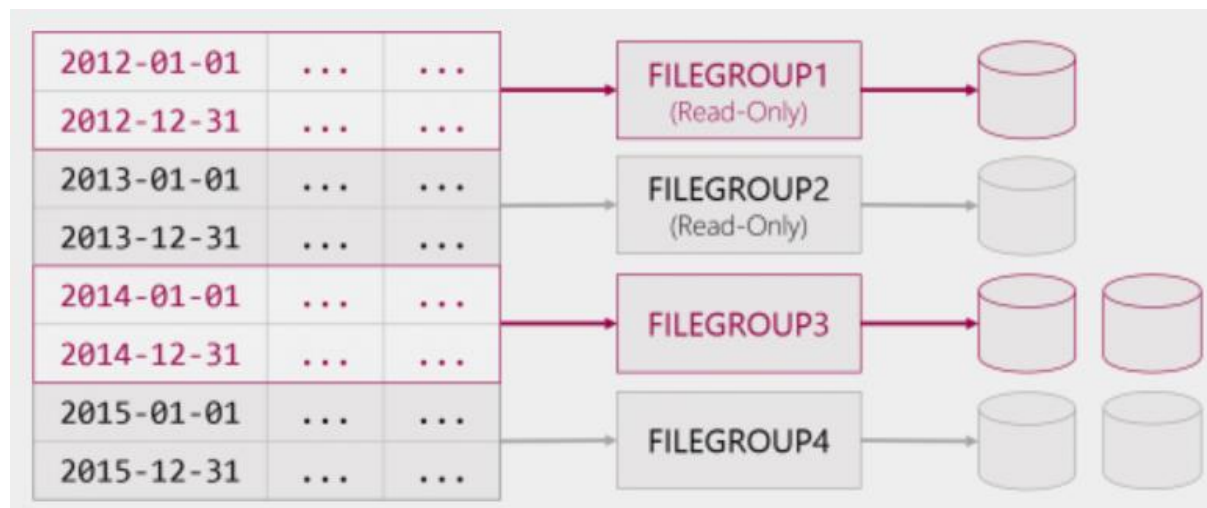 2012-01-01 ... ...
2012-12-31 ... ...
2013-01-01 ... ...
2013-12-31 ... ...
2014-01-01 ... ...
2014-12-31 ... ...
2015-01-01 ... ...
2015-12-31 ... ...
FILEGROUP1
(Read-Only)
FILEGROUP2
(Read-Only)
FILEGROUP3
FILEGROUP4